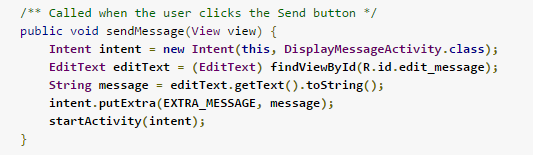 /** Called when the user clicks the Send button */
public void sendMessage(View view) {
    Intent intent = new Intent(this, DisplayMessageActivity.class);
    EditText editText = (EditText) findViewById(R.id.edit_message);
    String message = editText.getText().toString();
    intent.putExtra(EXTRA_MESSAGE, message);
    startActivity(intent);
}